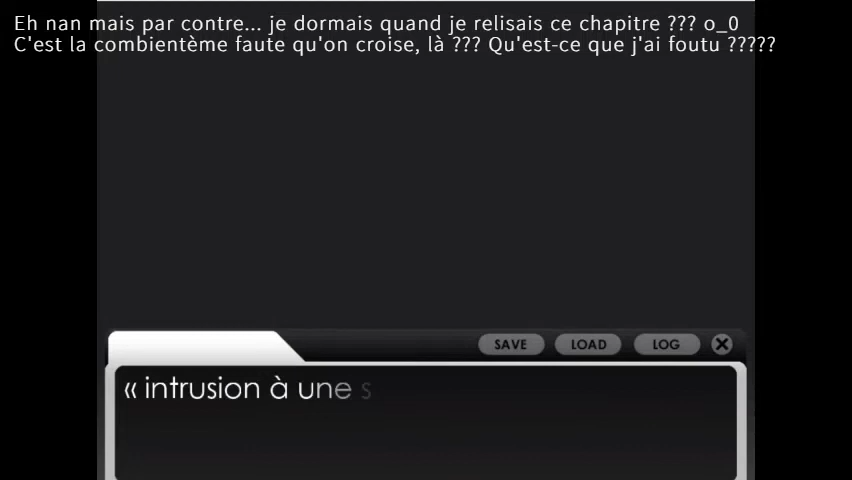 Eh nan mais par contre... je dormais quand je relisais ce chapitre ??? o_0
C'est la combientème faute qu'on croise, là ??? Qu'est-ce que j'ai foutu ?????
SAVE LOAD LOG
« intrusion à une s